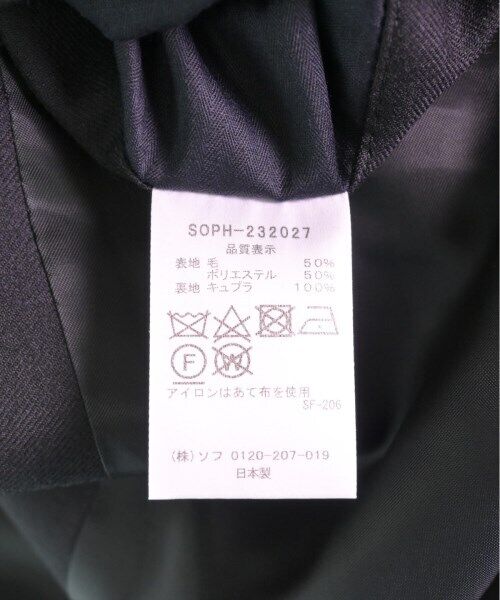 SOPH-232027
品質表示
表地 毛 50%
ポリエステル 50%
裏地 キュプラ 100%
F W
アイロンはあて布を使用
SF-206
(株)ソフ 0120-207-019
日本製